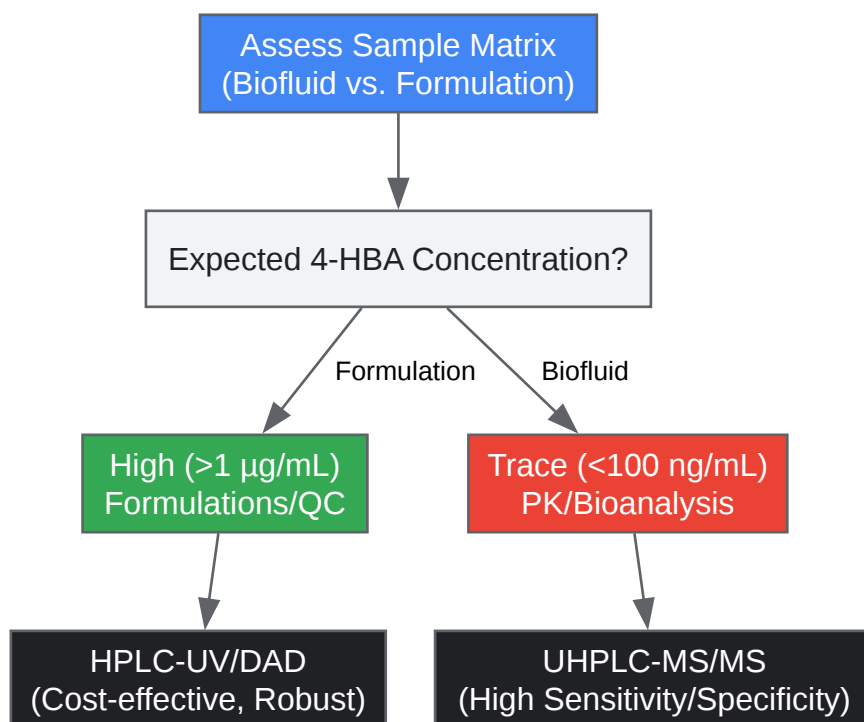 Assess Sample Matrix
(Biofluid vs. Formulation)
Expected 4-HBA Concentration?
Formulation
Biofluid
High (>1 µg/mL)
Formulations/QC
Trace (<100 ng/mL)
PK/Bioanalysis
HPLC-UV/DAD
(Cost-effective, Robust)
UHPLC-MS/MS
(High Sensitivity/Specificity)